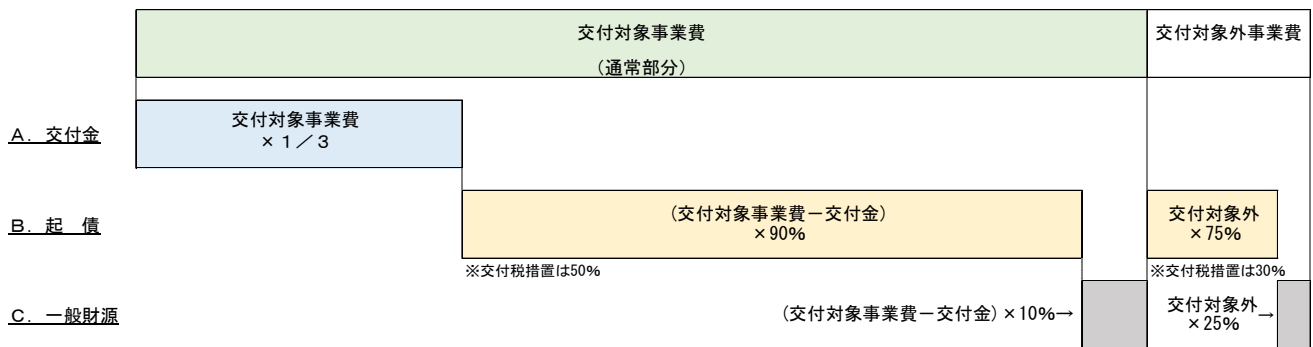 交付対象事業費
（通常部分）
交付対象外事業費
Ａ．交付金
交付対象事業費
×１／３
Ｂ．起　債
(交付対象事業費－交付金)
×90%
交付対象外
×75%
※交付税措置は50%
※交付税措置は30%
Ｃ．一般財源
(交付対象事業費－交付金)×10%→
交付対象外
×25%
→